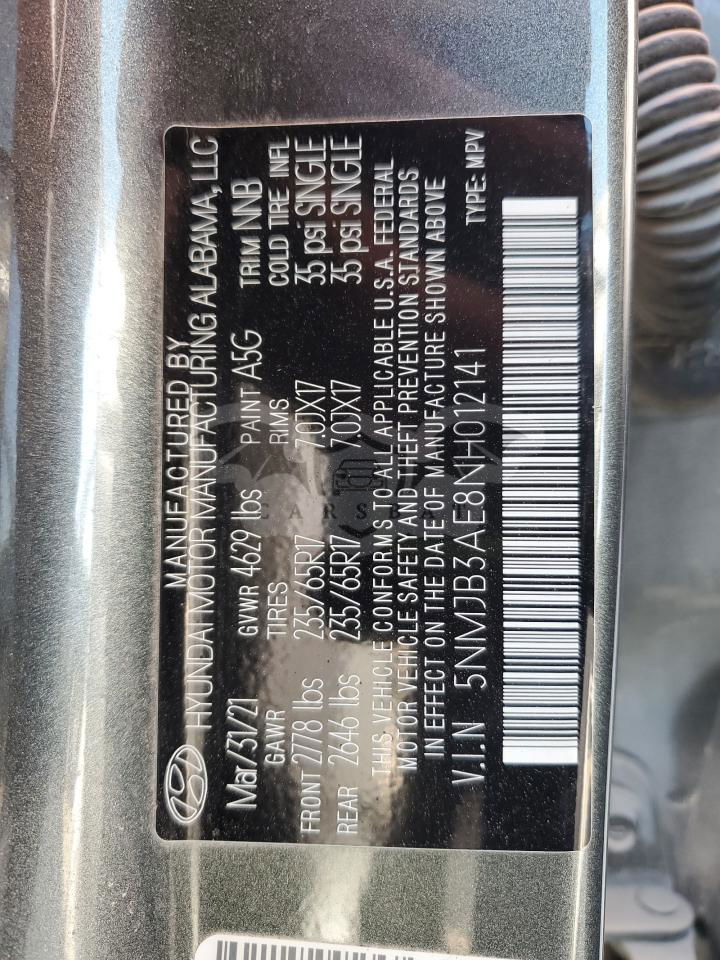 MANUFACTURED BY
HYUNDAI MOTOR MANUFACTURING ALABAMA, LLC
Mar/31/21 GVWR 4629 lbs PAINT A5G TRIM NNB
GAWR TIRES RIMS COLD TIRE INFL
FRONT 2778 lbs 235/65R17 7.0JX17 35 psi SINGLE
REAR 2646 lbs 235/65R17 7.0JX17 35 psi SINGLE
THIS VEHICLE CONFORMS TO ALL APPLICABLE U.S.A. FEDERAL
MOTOR VEHICLE SAFETY AND THEFT PREVENTION STANDARDS
IN EFFECT ON THE DATE OF MANUFACTURE SHOWN ABOVE
V.I.N 5NMJB3AE8NH012141 TYPE: MPV
CARSBAT